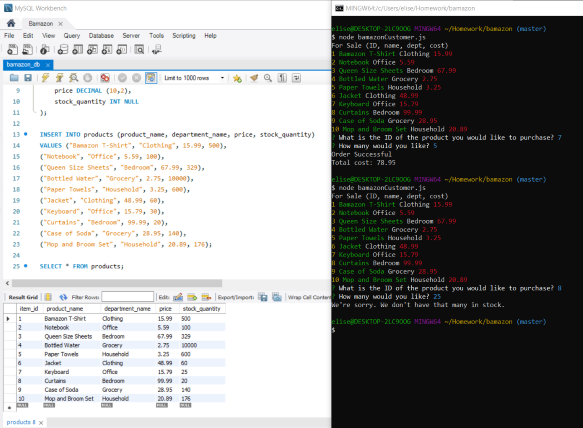 MySQL Workbench
Bamazon ×
File Edit View Query Database Server Tools Scripting Help
bamazon_db ×
Limit to 1000 rows
9 price DECIMAL (10,2),
10 stock_quantity INT NULL
11 );
12
13 INSERT INTO products (product_name, department_name, price, stock_quantity)
14 VALUES ("Bamazon T-Shirt", "Clothing", 15.99, 500),
15 ("Notebook", "Office", 5.59, 100),
16 ("Queen Size Sheets", "Bedroom", 67.99, 329),
17 ("Bottled Water", "Grocery", 2.75, 10000),
18 ("Paper Towels", "Household", 3.25, 600),
19 ("Jacket", "Clothing", 48.99, 60),
20 ("Keyboard", "Office", 15.79, 30),
21 ("Curtains", "Bedroom", 99.99, 20),
22 ("Case of Soda", "Grocery", 28.95, 140),
23 ("Mop and Broom Set", "Household", 20.89, 176);
24
25 SELECT * FROM products;
Result Grid Filter Rows: Edit: Export/Import: Wrap Cell Content
item_id product_name department_name price stock_quantity
1 Bamazon T-Shirt Clothing 15.99 500
2 Notebook Office 5.59 100
3 Queen Size Sheets Bedroom 67.99 329
4 Bottled Water Grocery 2.75 10000
5 Paper Towels Household 3.25 600
6 Jacket Clothing 48.99 60
7 Keyboard Office 15.79 25
8 Curtains Bedroom 99.99 20
9 Case of Soda Grocery 28.95 140
10 Mop and Broom Set Household 20.89 176
NULL NULL NULL NULL NULL
products 8 ×
MINGW64:/c/Users/elise/Homework/bamazon
elise@DESKTOP-2LC9OOG MINGW64 ~/Homework/bamazon (master)
$ node bamazonCustomer.js
For Sale (ID, name, dept, cost)
1 Bamazon T-Shirt Clothing 15.99
2 Notebook Office 5.59
3 Queen Size Sheets Bedroom 67.99
4 Bottled Water Grocery 2.75
5 Paper Towels Household 3.25
6 Jacket Clothing 48.99
7 Keyboard Office 15.79
8 Curtains Bedroom 99.99
9 Case of Soda Grocery 28.95
10 Mop and Broom Set Household 20.89
? What is the ID of the product you would like to purchase? 7
? How many would you like? 5
Order Successful
Total cost: 78.95
elise@DESKTOP-2LC9OOG MINGW64 ~/Homework/bamazon (master)
$ node bamazonCustomer.js
For Sale (ID, name, dept, cost)
1 Bamazon T-Shirt Clothing 15.99
2 Notebook Office 5.59
3 Queen Size Sheets Bedroom 67.99
4 Bottled Water Grocery 2.75
5 Paper Towels Household 3.25
6 Jacket Clothing 48.99
7 Keyboard Office 15.79
8 Curtains Bedroom 99.99
9 Case of Soda Grocery 28.95
10 Mop and Broom Set Household 20.89
? What is the ID of the product you would like to purchase? 8
? How many would you like? 25
We're sorry. We don't have that many in stock.
elise@DESKTOP-2LC9OOG MINGW64 ~/Homework/bamazon (master)
$